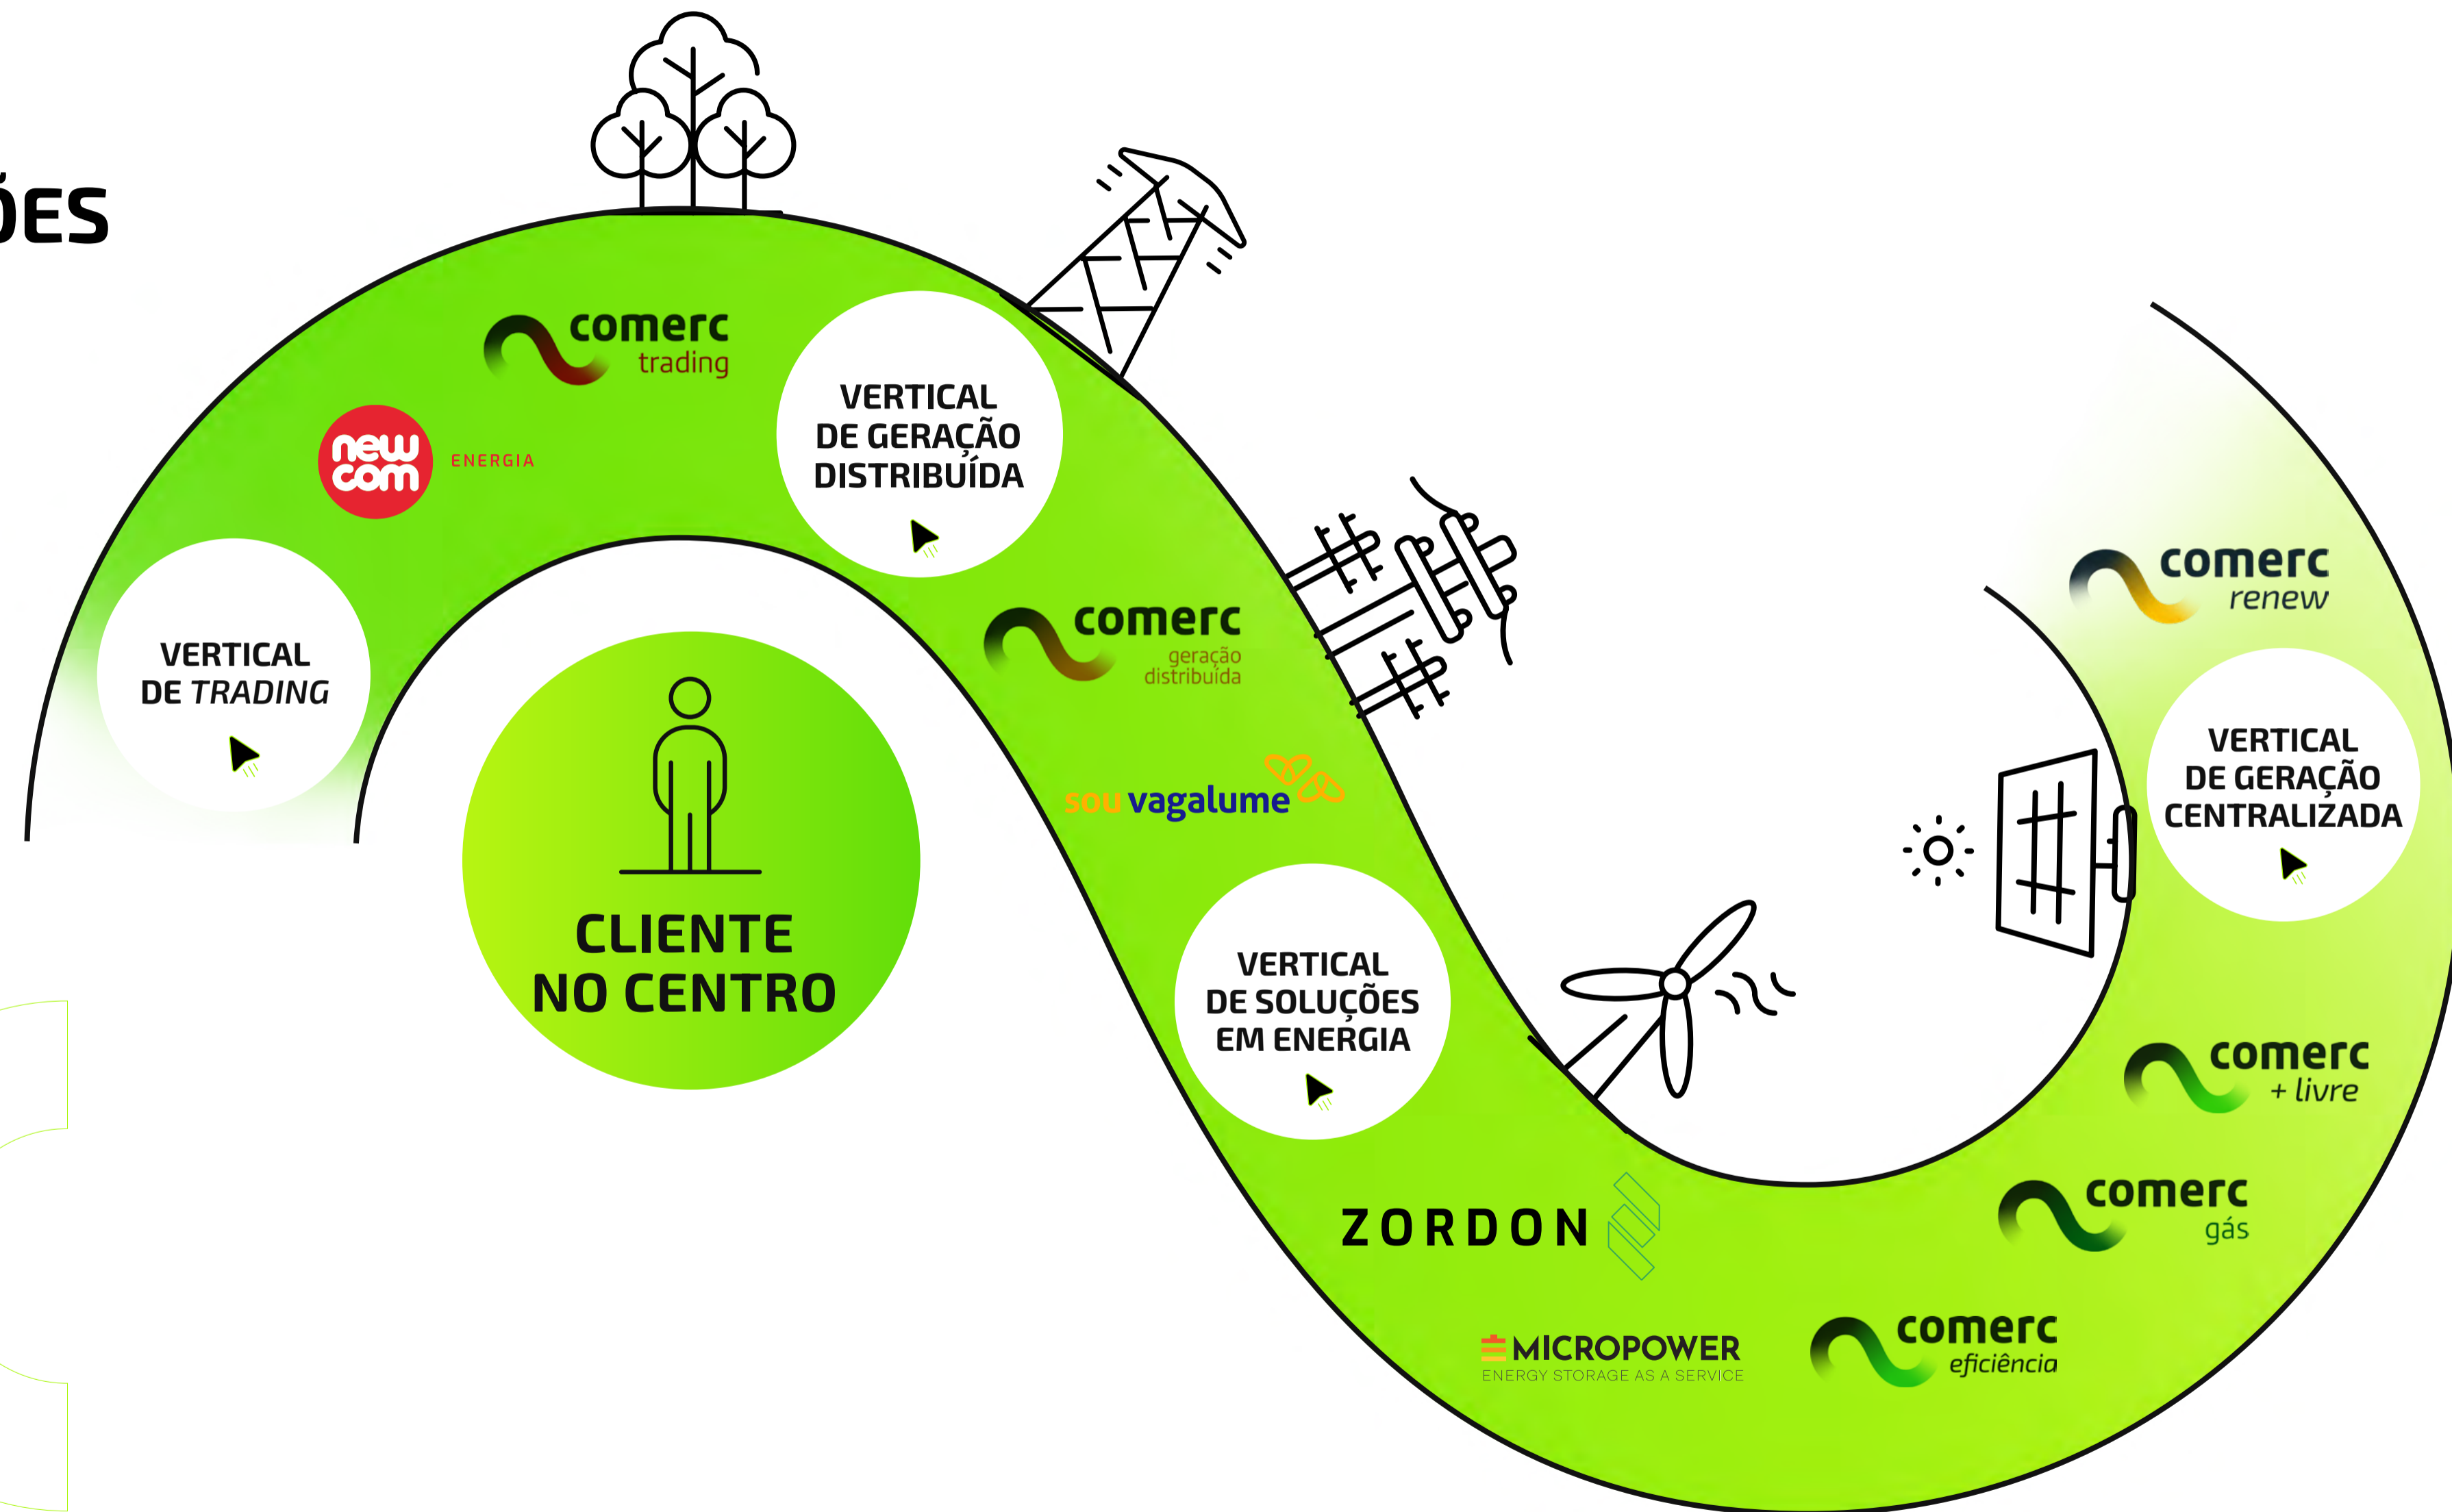 ÕES
comerc
trading
new
com
ENERGIA
VERTICAL
DE TRADING
VERTICAL
DE GERAÇÃO
DISTRIBUÍDA
comerc
geração
distribuída
sou vagalume
CLIENTE
NO CENTRO
VERTICAL
DE SOLUÇÕES
EM ENERGIA
ZORDON
MICROPOWER
ENERGY STORAGE AS A SERVICE
comerc
eficiência
comerc
gás
comerc
+ livre
VERTICAL
DE GERAÇÃO
CENTRALIZADA
comerc
renew